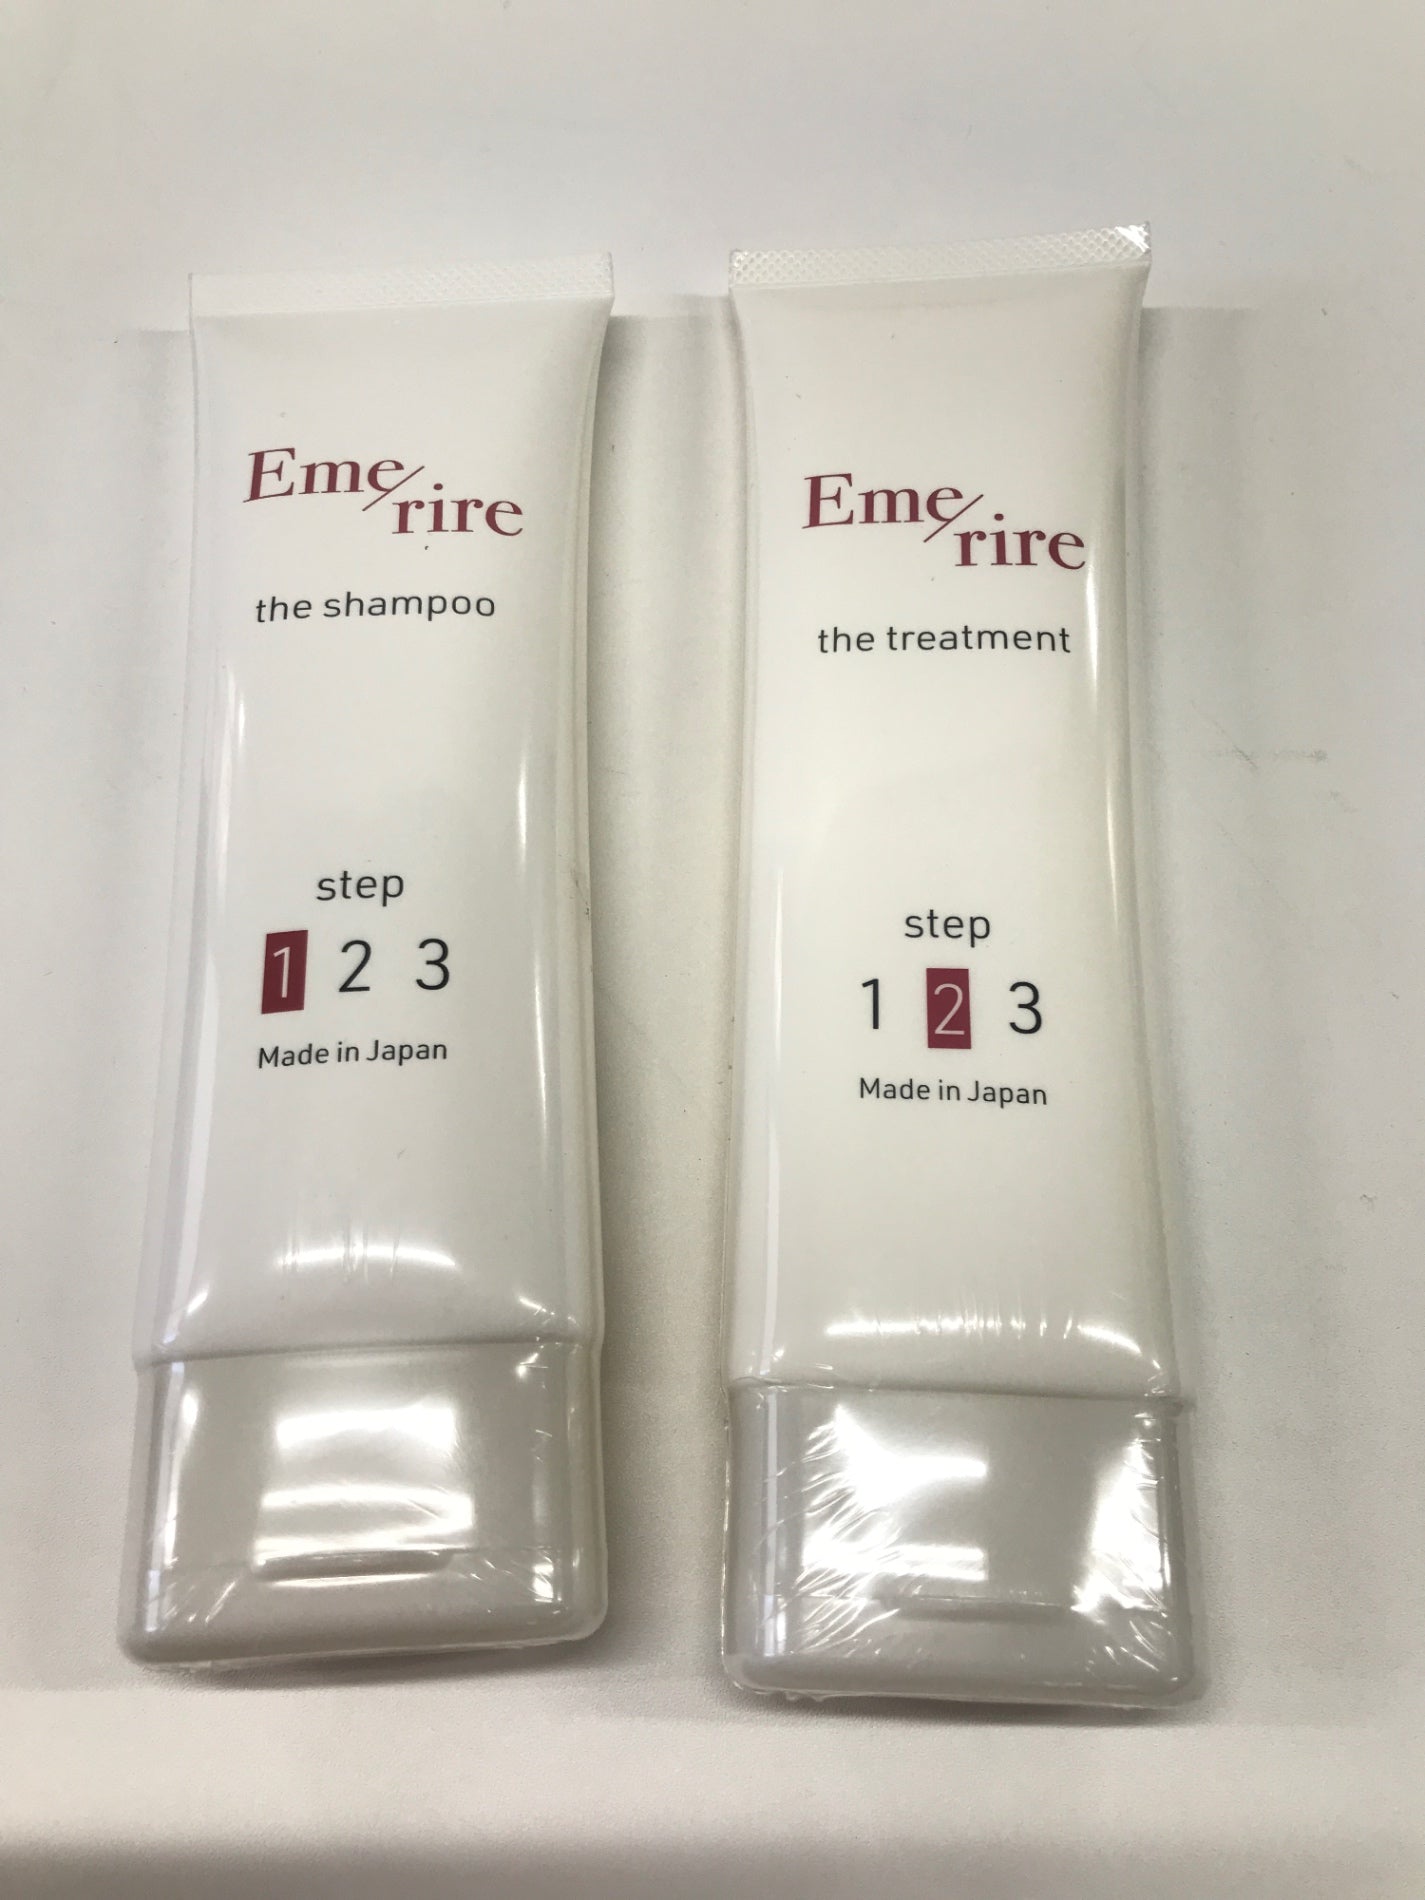 Eme
rire
the shampoo
step
1 2 3
Made in Japan
Eme
rire
the treatment
step
1 2 3
Made in Japan